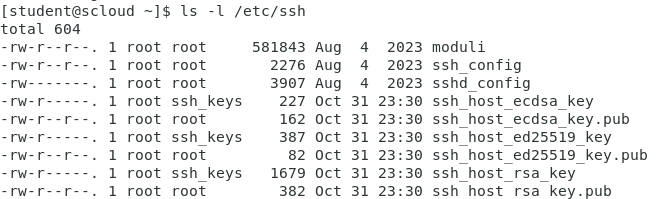 [student@scloud ~]$ ls -l /etc/ssh
total 604
-rw-r--r--. 1 root root     581843 Aug  4  2023 moduli
-rw-r--r--. 1 root root       2276 Aug  4  2023 ssh_config
-rw-r--r--. 1 root root       3907 Aug  4  2023 sshd_config
-rw-r-----. 1 root ssh_keys    227 Oct 31 23:30 ssh_host_ecdsa_key
-rw-r--r--. 1 root root        162 Oct 31 23:30 ssh_host_ecdsa_key.pub
-rw-r-----. 1 root ssh_keys    387 Oct 31 23:30 ssh_host_ed25519_key
-rw-r--r--. 1 root root         82 Oct 31 23:30 ssh_host_ed25519_key.pub
-rw-r-----. 1 root ssh_keys   1679 Oct 31 23:30 ssh_host_rsa_key
-rw-r--r--. 1 root root        382 Oct 31 23:30 ssh_host_rsa_key.pub